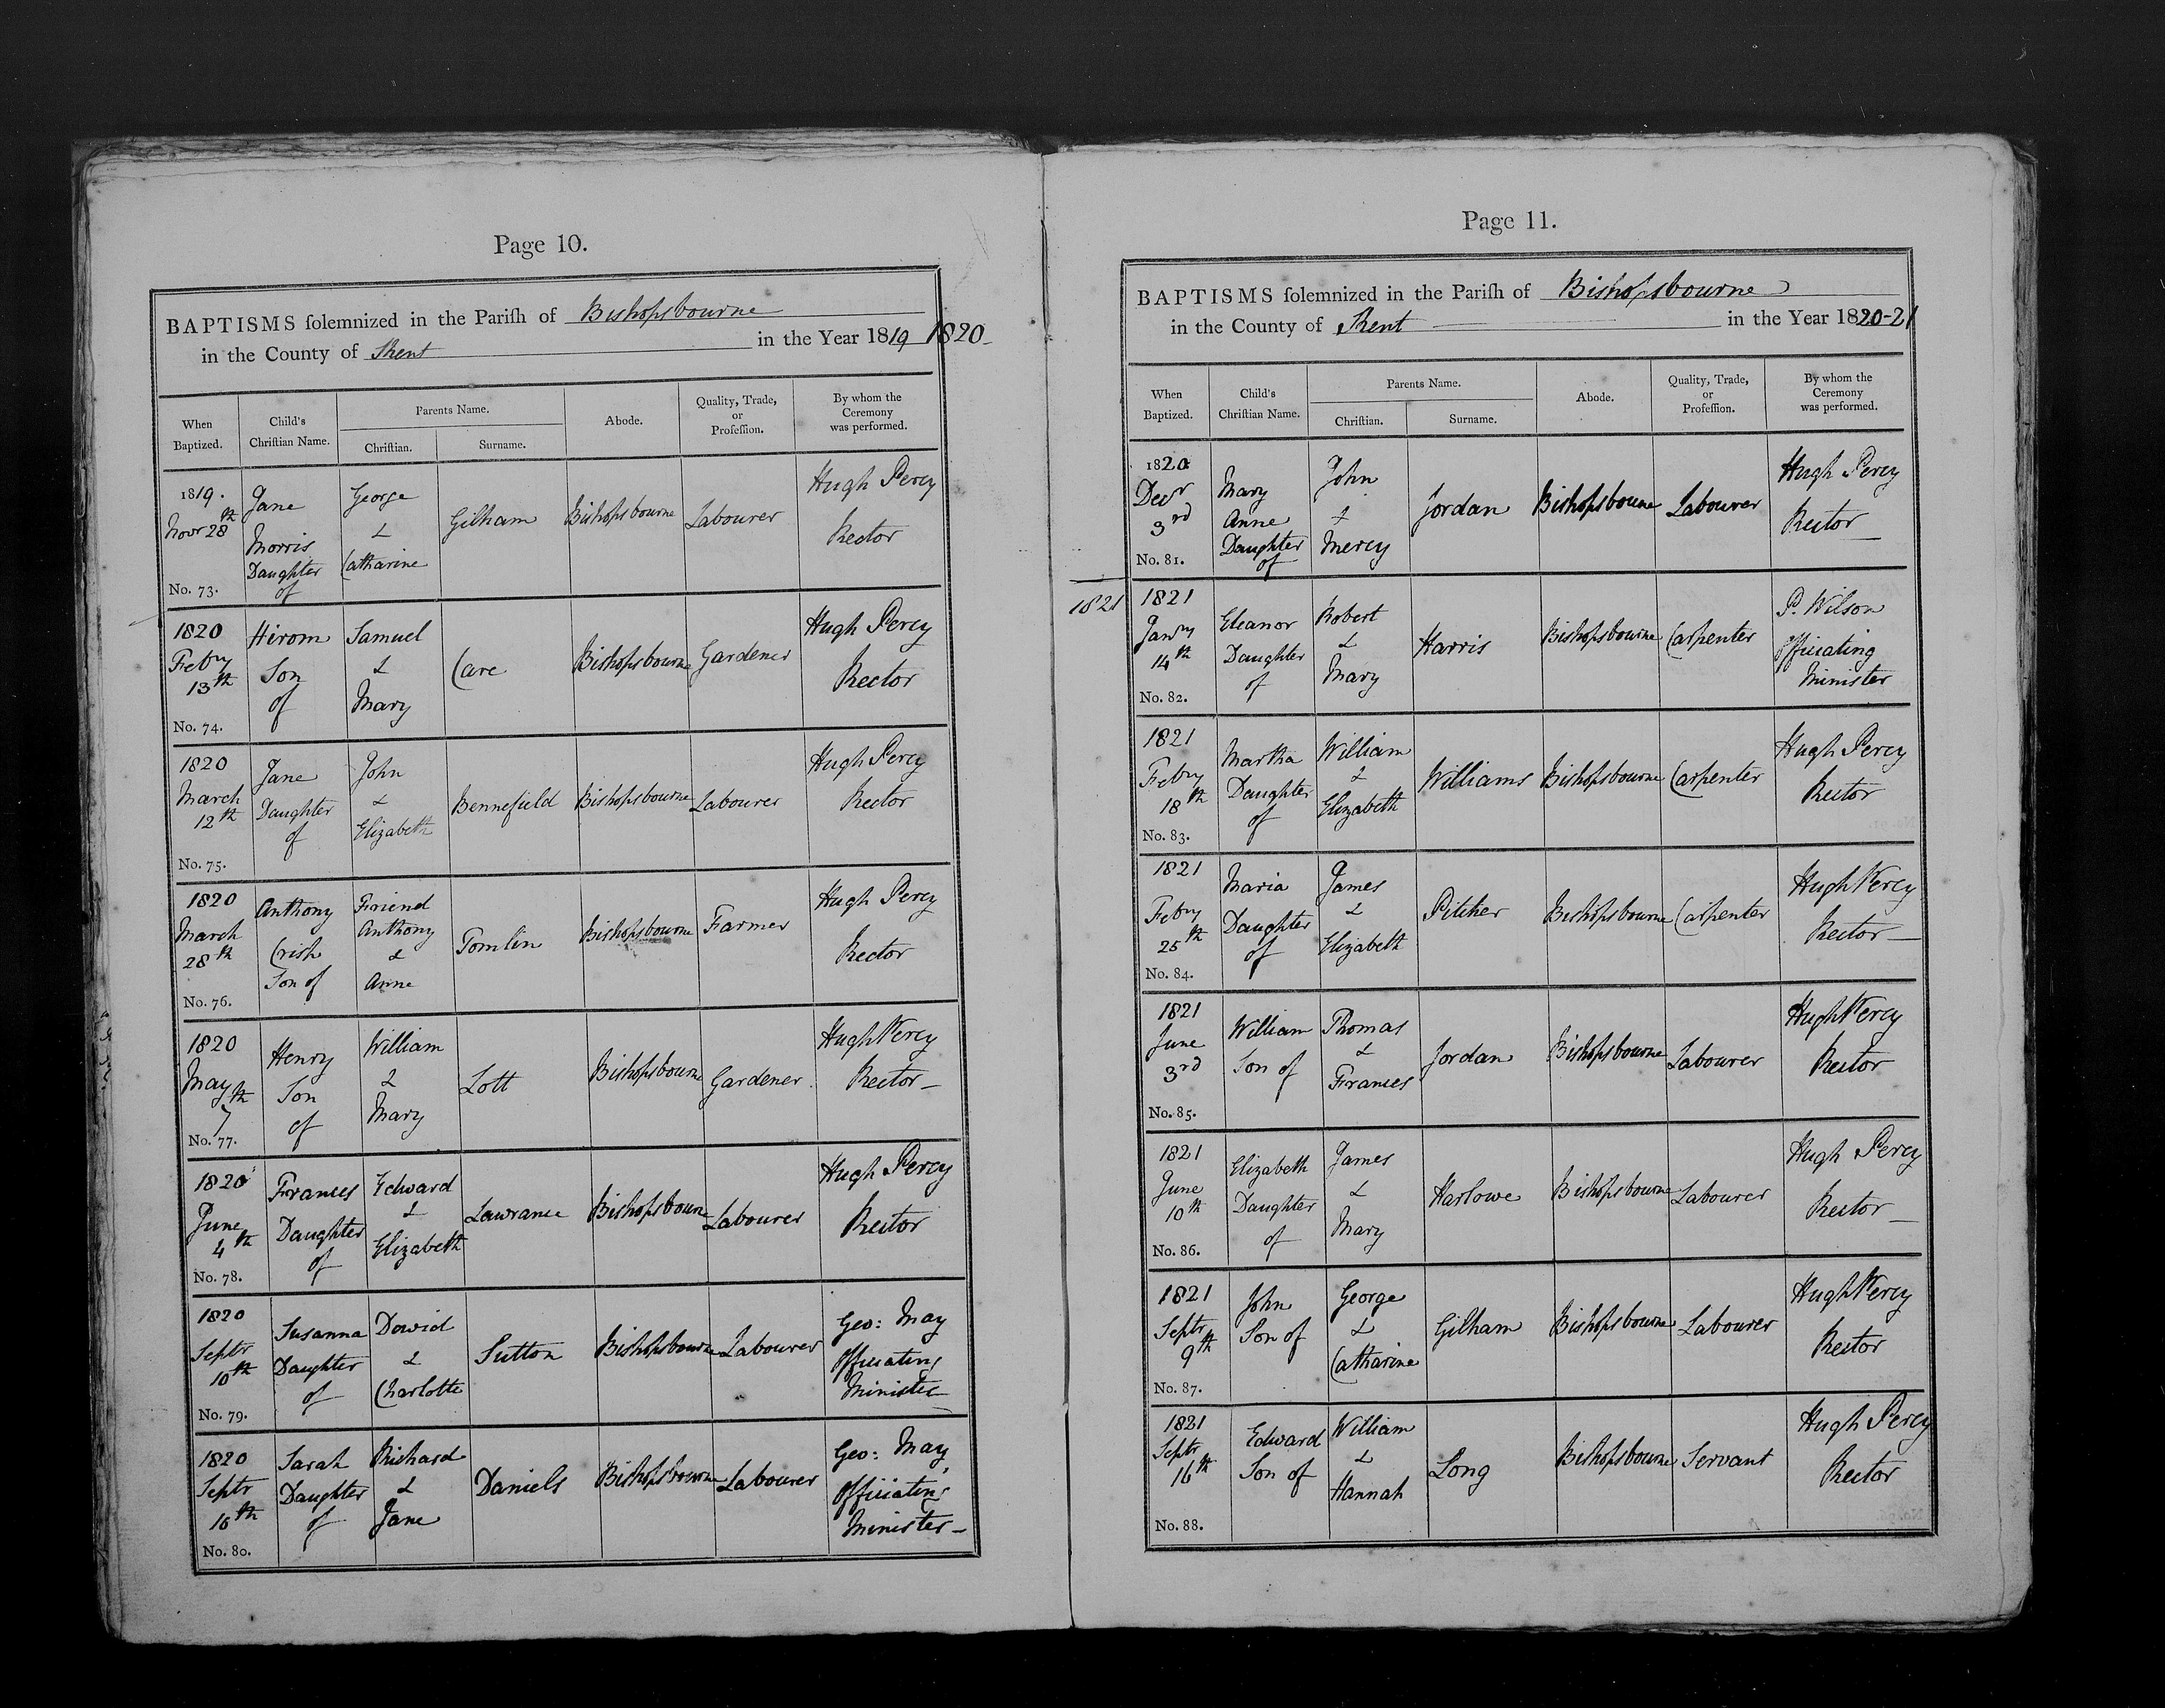 Page 10.
BAPTISMS ſolemnized in the Pariſh of Bishopsbourne
in the County of Kent in the Year 1819 1820
When Baptized. Child's Chriſtian Name. Parents Name. Chriſtian. Surname. Abode. Quality, Trade, or Profeſſion. By whom the Ceremony was performed.
1819. Novr 28th No. 73. Jane Morris Daughter of George & Catharine Gilham Bishopsbourne Labourer Hugh Percy Rector
1820 Febry 13th No. 74. Hirom Son of Samuel & Mary Care Bishopsbourne Gardener Hugh Percy Rector
1820 March 12th No. 75. Jane Daughter of John & Elizabeth Bennefield Bishopsbourne Labourer Hugh Percy Rector
1820 March 28th No. 76. Anthony Crish Son of Friend Anthony & Anne Tomlin Bishopsbourne Farmer Hugh Percy Rector
1820 May 7th No. 77. Henry Son of William & Mary Lott Bishopsbourne Gardener Hugh Percy Rector
1820 June 4th No. 78. Frances Daughter of Edward & Elizabeth Lawrance Bishopsbourne Labourer Hugh Percy Rector
1820 Septr 10th No. 79. Susanna Daughter of David & Charlotte Sutton Bishopsbourne Labourer Geo: May Officiating Minister
1820 Septr 16th No. 80. Sarah Daughter of Richard & Jane Daniels Bishopsbourne Labourer Geo: May Officiating Minister
Page 11.
BAPTISMS ſolemnized in the Pariſh of Bishopsbourne
in the County of Kent in the Year 1820-21
When Baptized. Child's Chriſtian Name. Parents Name. Chriſtian. Surname. Abode. Quality, Trade, or Profeſſion. By whom the Ceremony was performed.
1820 Decr 3rd No. 81. Mary Anne Daughter of John & Mercy Jordan Bishopsbourne Labourer Hugh Percy Rector
1821
1821 Jany 14th No. 82. Eleanor Daughter of Robert & Mary Harris Bishopsbourne Carpenter P. Wilson Officiating Minister
1821 Febry 18th No. 83. Martha Daughter of William & Elizabeth Williams Bishopsbourne Carpenter Hugh Percy Rector
1821 Febry 25th No. 84. Maria Daughter of James & Elizabeth Pilcher Bishopsbourne Carpenter Hugh Percy Rector
1821 June 3rd No. 85. William Son of Thomas & Frances Jordan Bishopsbourne Labourer Hugh Percy Rector
1821 June 10th No. 86. Elizabeth Daughter of James & Mary Harlowe Bishopsbourne Labourer Hugh Percy Rector
1821 Septr 9th No. 87. John Son of George & Catharine Gilham Bishopsbourne Labourer Hugh Percy Rector
1821 Septr 16th No. 88. Edward Son of William & Hannah Long Bishopsbourne Servant Hugh Percy Rector